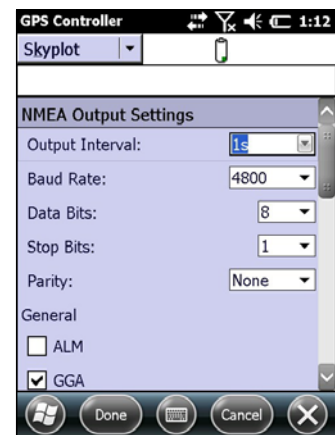 GPS Controller 1:12
Skyplot
NMEA Output Settings
Output Interval: 1s
Baud Rate: 4800
Data Bits: 8
Stop Bits: 1
Parity: None
General
ALM
GGA
Done Cancel